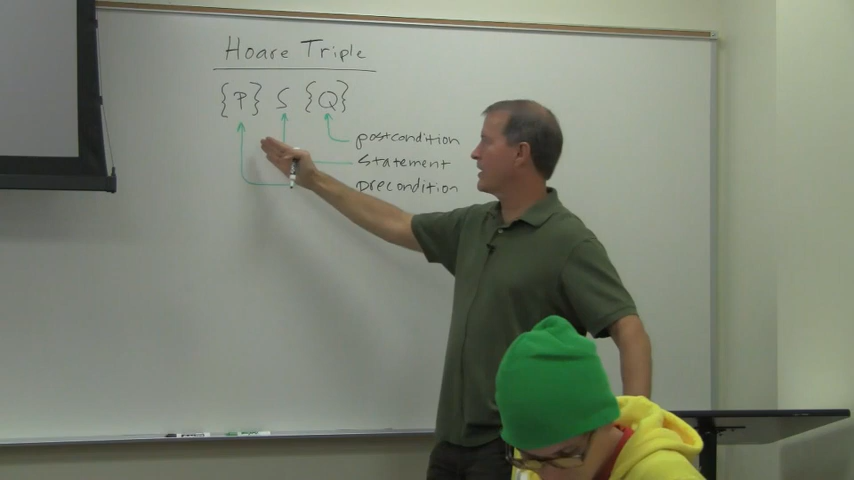 Hoare Triple
{P} S {Q}
postcondition
statement
precondition